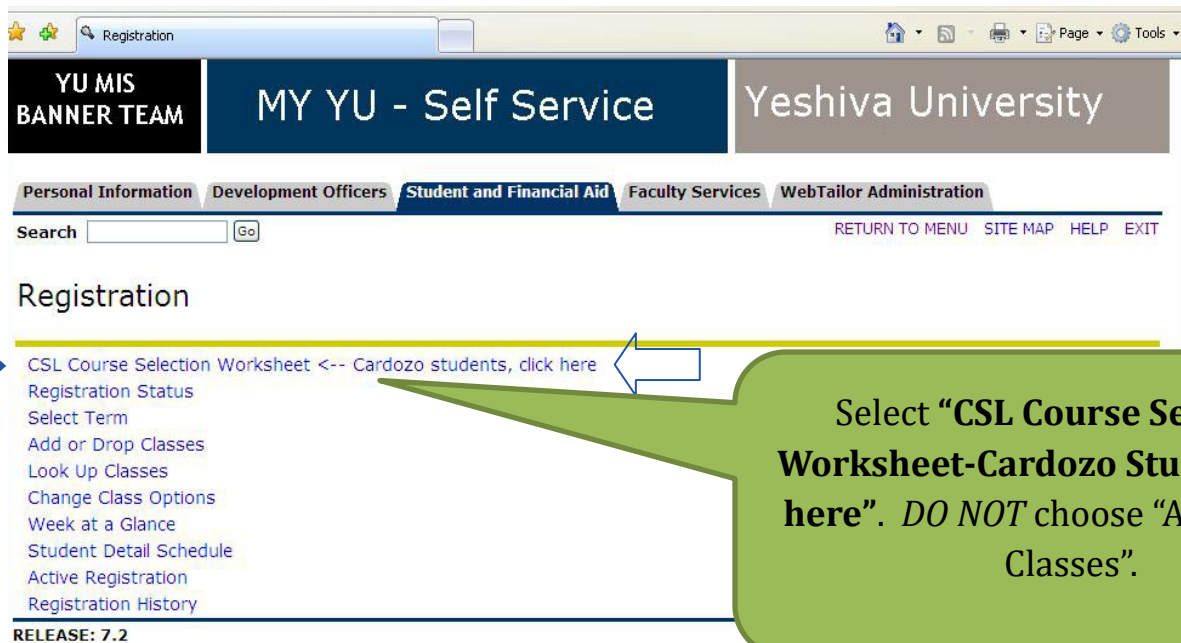 Registration
Page
Tools
YU MIS
BANNER TEAM
MY YU - Self Service
Yeshiva University
Personal Information Development Officers Student and Financial Aid Faculty Services WebTailor Administration
Search Go RETURN TO MENU SITE MAP HELP EXIT
Registration
CSL Course Selection Worksheet <-- Cardozo students, click here
Registration Status
Select Term
Add or Drop Classes
Look Up Classes
Change Class Options
Week at a Glance
Student Detail Schedule
Active Registration
Registration History
RELEASE: 7.2
Select “CSL Course Se
Worksheet-Cardozo Stu
here”. DO NOT choose “A
Classes”.